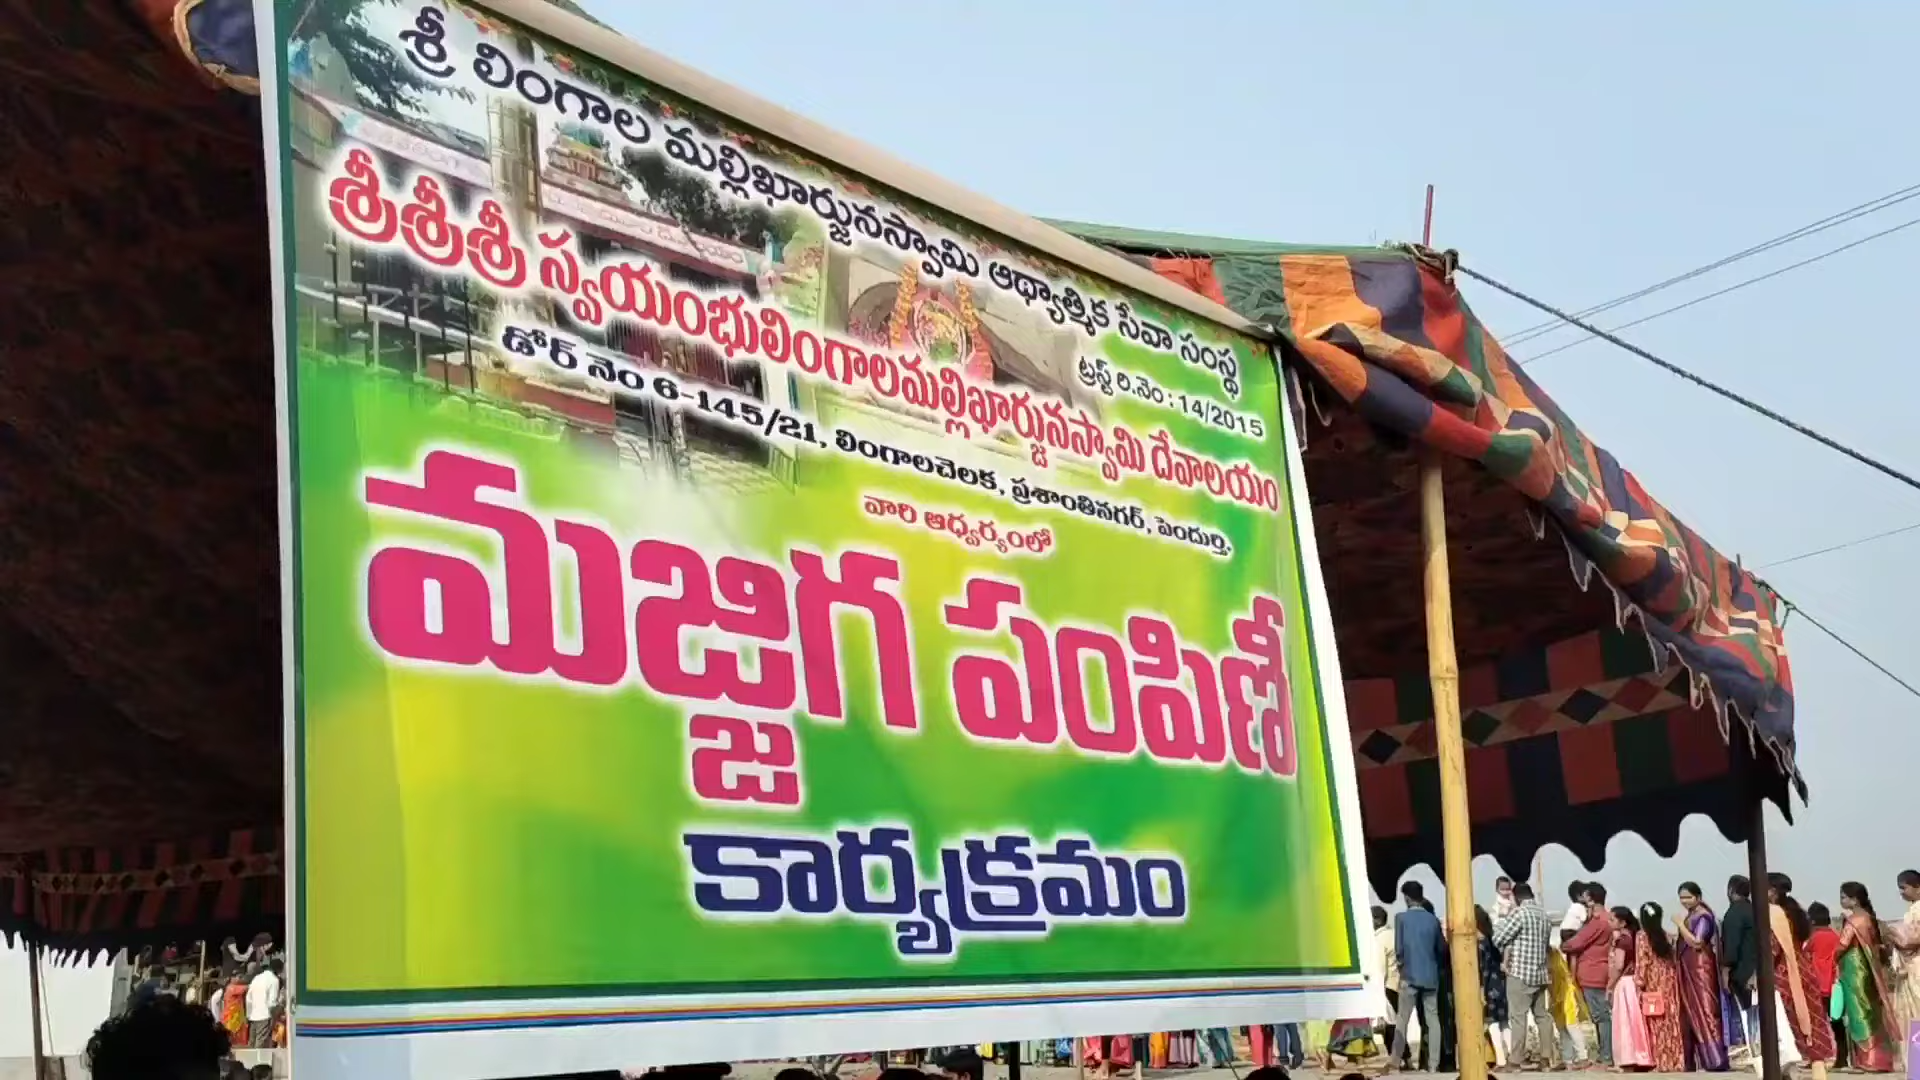 శ్రీ లింగాల మల్లిఖార్జునస్వామి ఆధ్యాత్మిక సేవా సంస్థ
ట్రస్ట్ రి.నెం : 14/2015
శ్రీశ్రీశ్రీ స్వయంభులింగాలమల్లిఖార్జునస్వామి దేవాలయం
డోర్ నెం 6-145/21, లింగాలచెలక, ప్రశాంతినగర్, పెందుర్తి.
వారి ఆధ్వర్యంలో
మజ్జిగ పంపిణీ
కార్యక్రమం